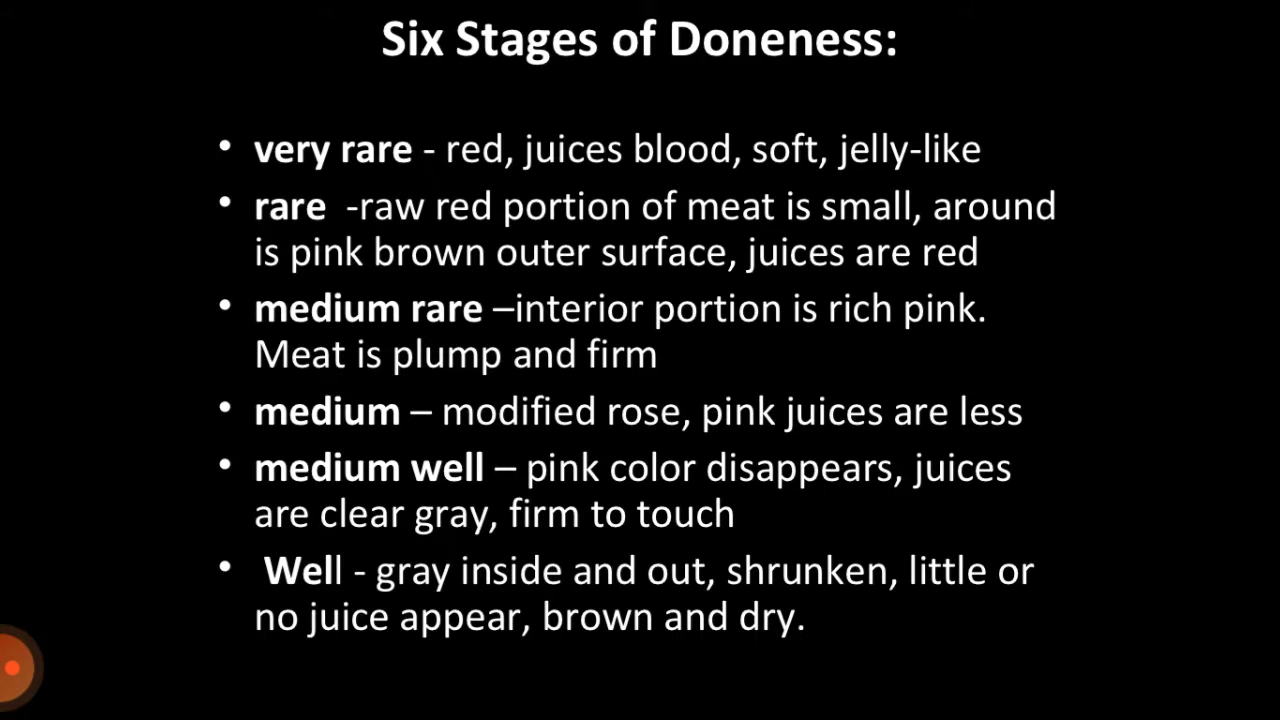 Six Stages of Doneness:
• very rare - red, juices blood, soft, jelly-like
• rare  -raw red portion of meat is small, around
is pink brown outer surface, juices are red
• medium rare –interior portion is rich pink.
Meat is plump and firm
• medium – modified rose, pink juices are less
• medium well – pink color disappears, juices
are clear gray, firm to touch
•  Well - gray inside and out, shrunken, little or
no juice appear, brown and dry.